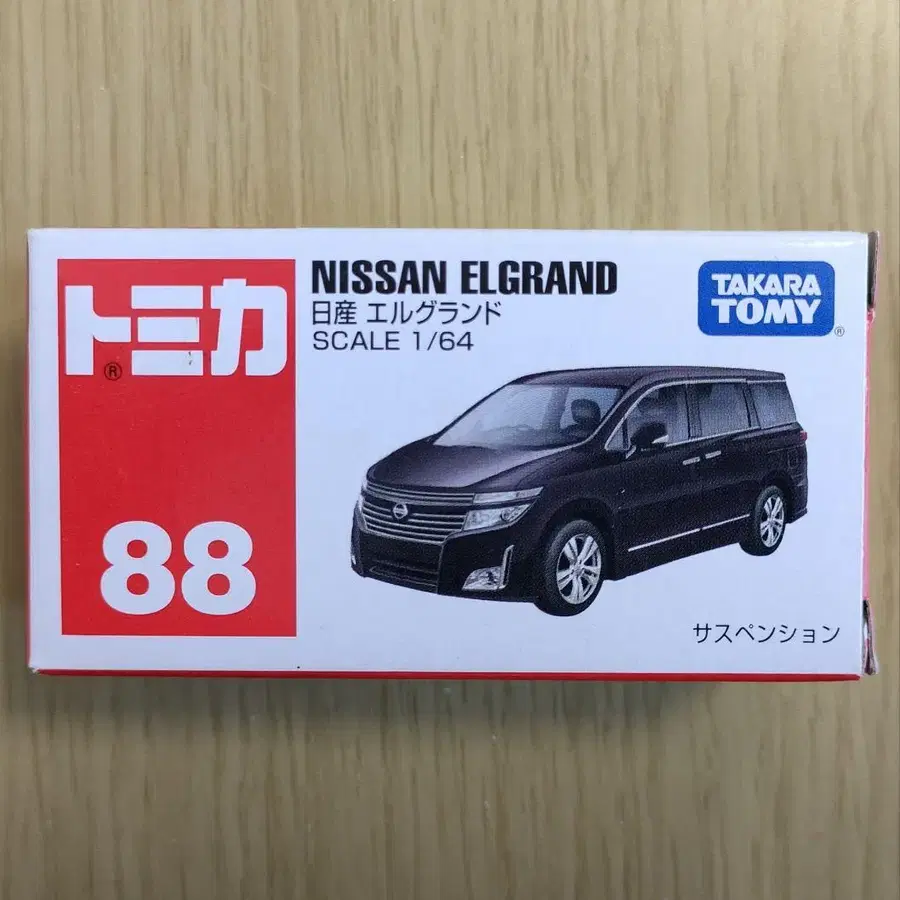 トミカ
®
88
NISSAN ELGRAND
日産 エルグランド
SCALE 1/64
TAKARA
TOMY
®
サスペンション